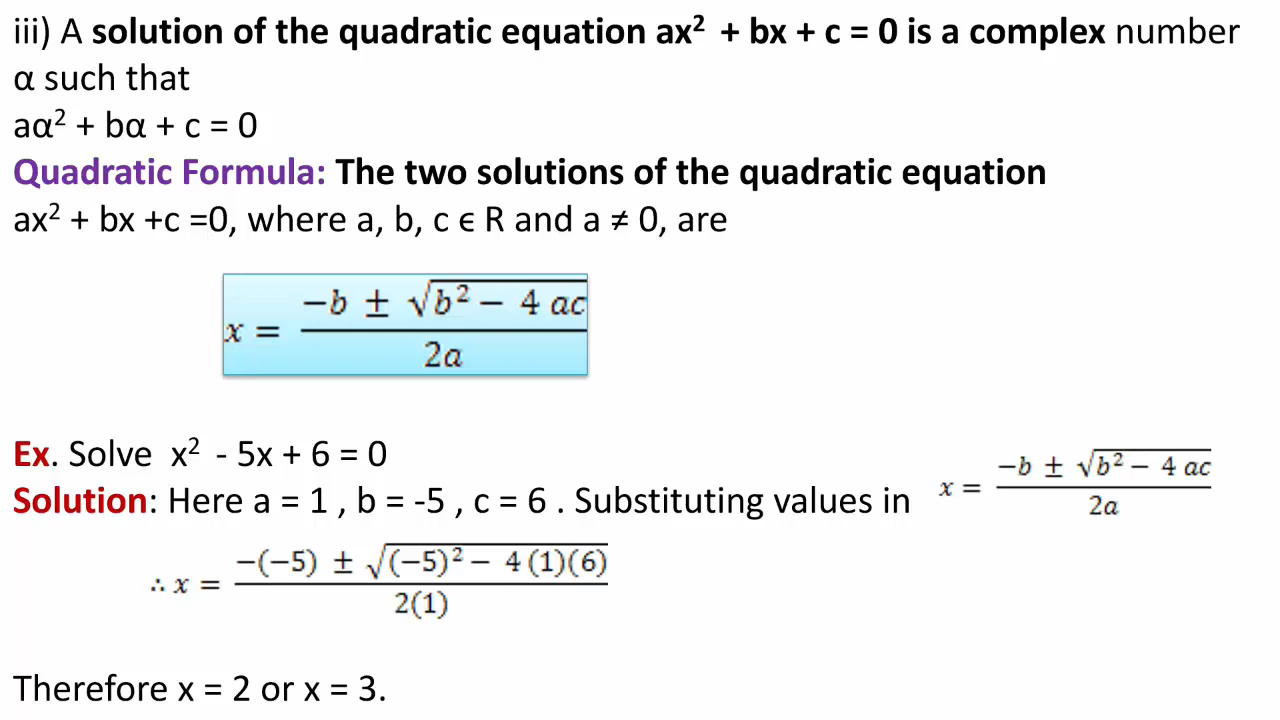 iii) A solution of the quadratic equation ax² + bx + c = 0 is a complex number
α such that
aα² + bα + c = 0
Quadratic Formula: The two solutions of the quadratic equation
ax² + bx +c =0, where a, b, c ϵ R and a ≠ 0, are
x = (−b ± √(b² − 4 ac)) / 2a
Ex. Solve x² - 5x + 6 = 0
Solution: Here a = 1 , b = -5 , c = 6 . Substituting values in x = (−b ± √(b² − 4 ac)) / 2a
∴ x = (−(−5) ± √((−5)² − 4 (1)(6))) / 2(1)
Therefore x = 2 or x = 3.